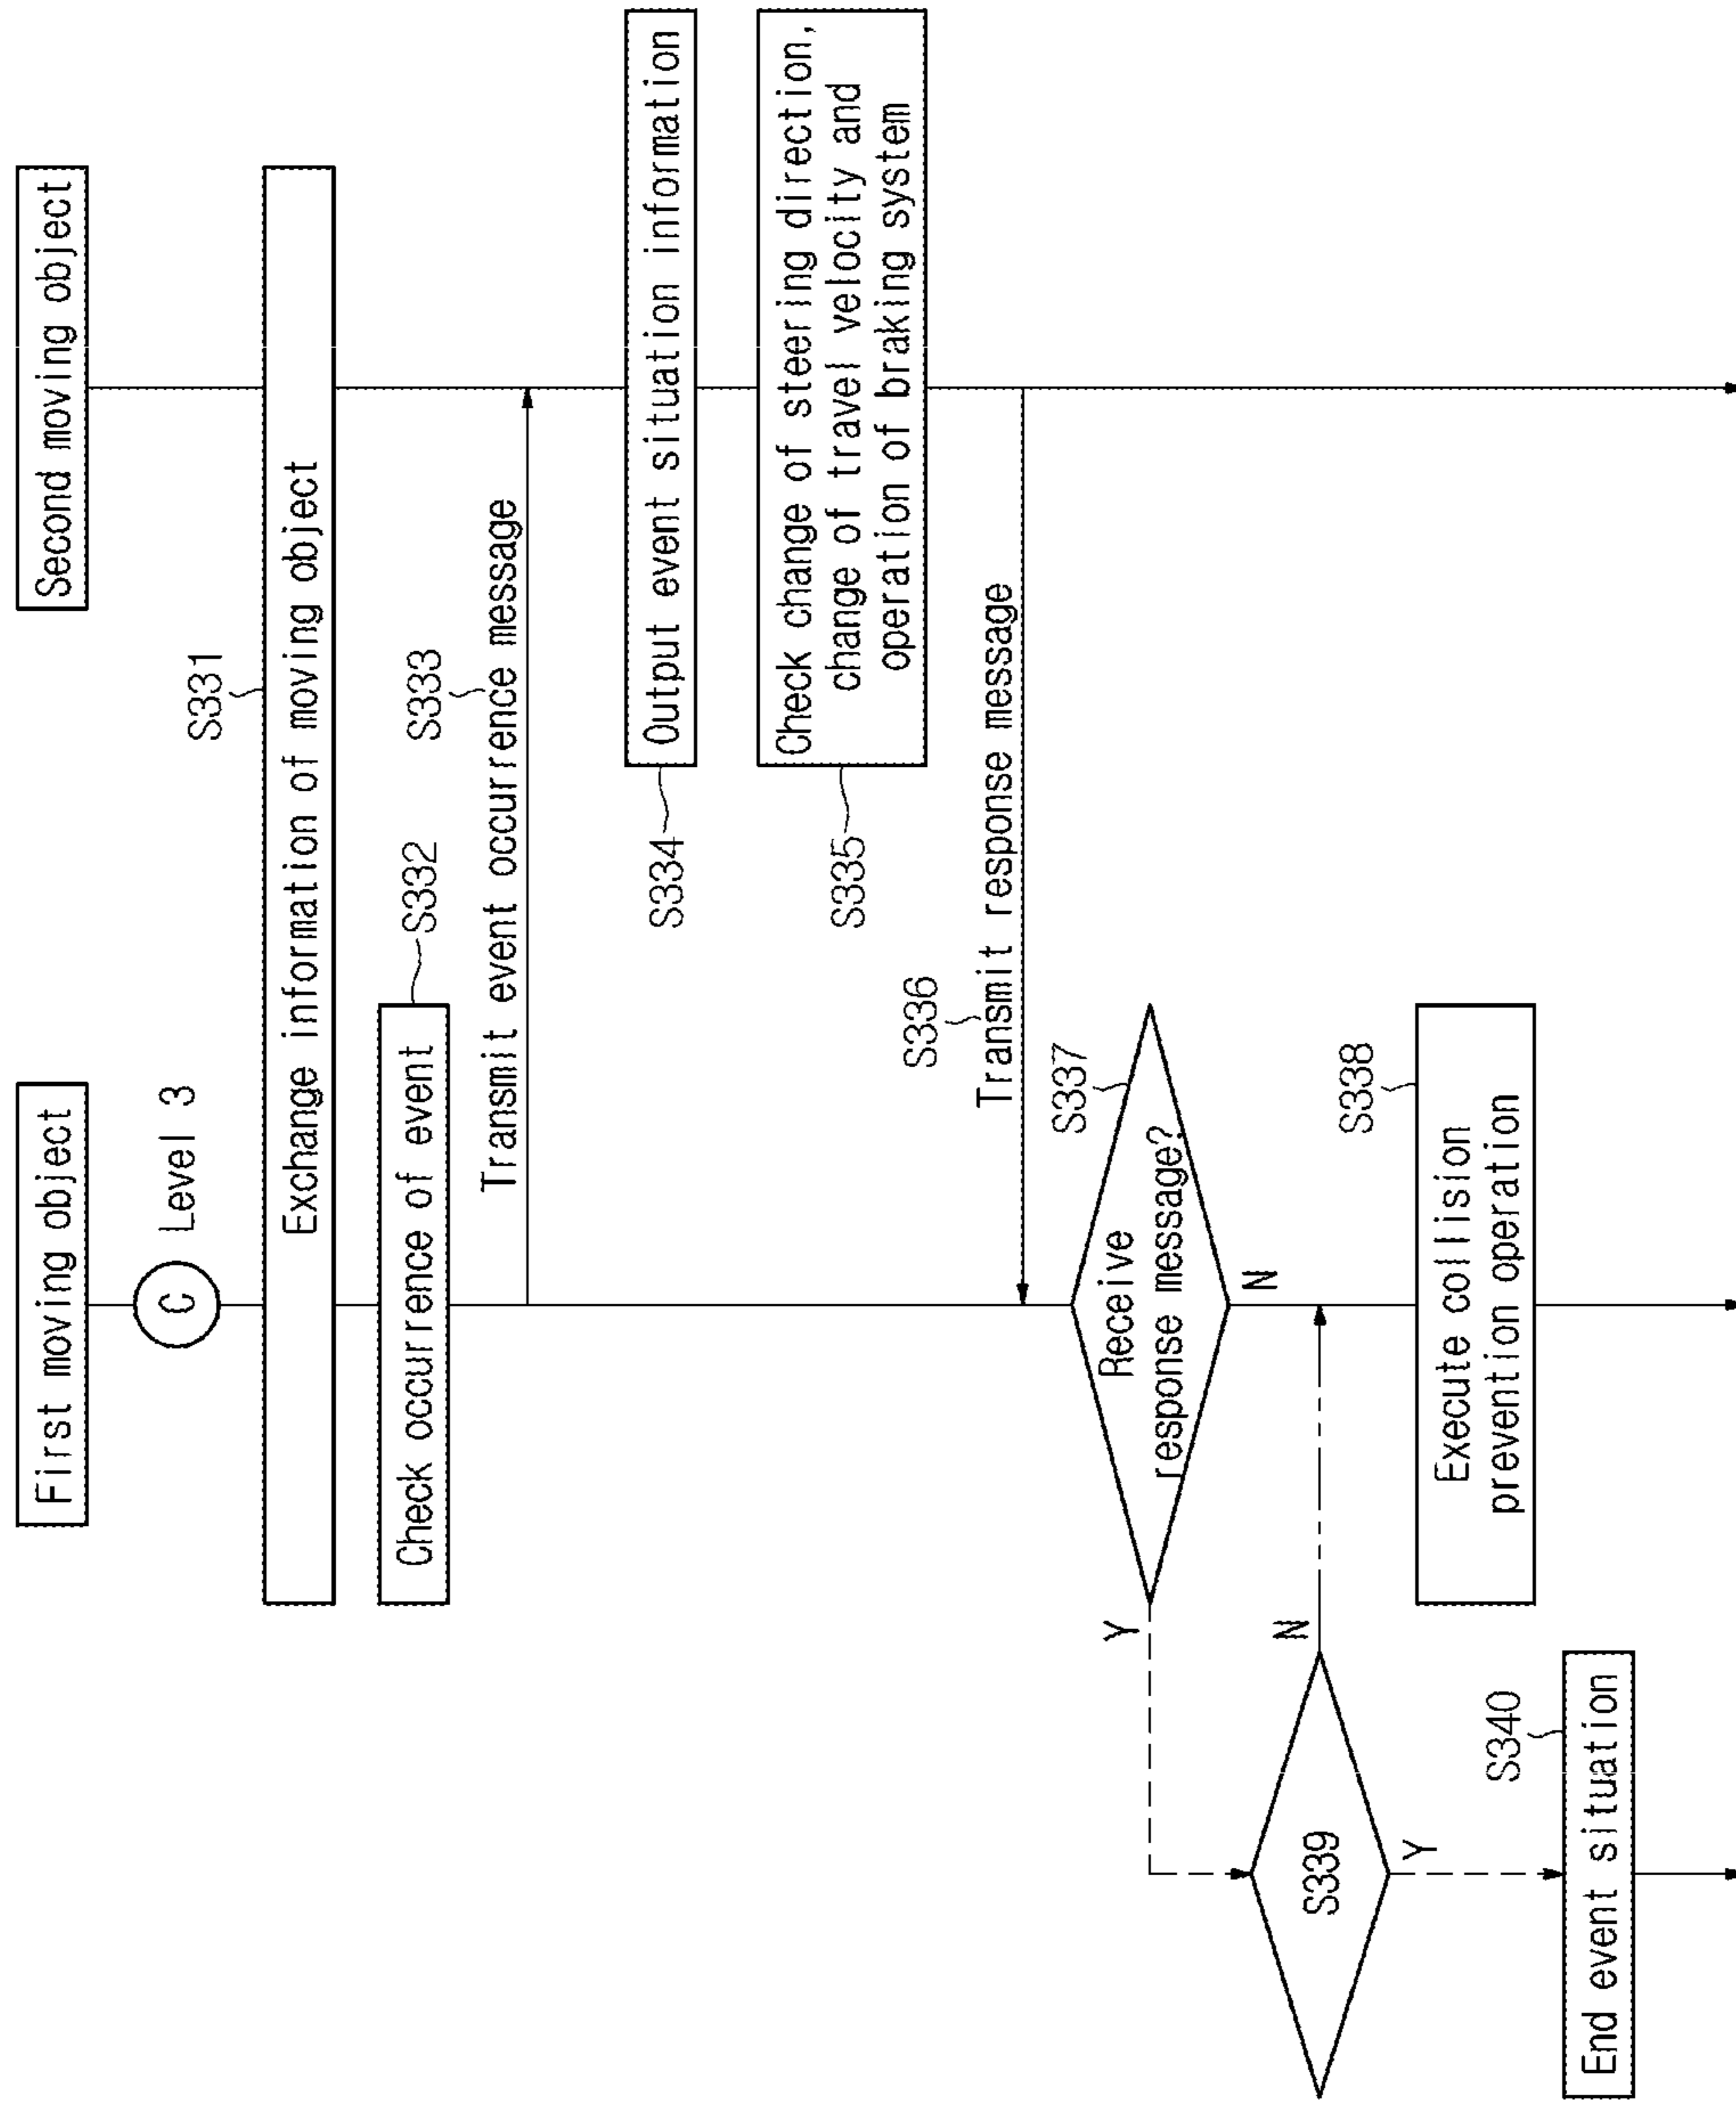 First moving object
Second moving object
C
Level 3
S331
Exchange information of moving object
Check occurrence of event
S332
S333
Transmit event occurrence message
S334
Output event situation information
S335
Check change of steering direction,
change of travel velocity and
operation of braking system
S336
Transmit response message
S337
Receive
response message?
Y
N
S339
N
Y
S338
Execute collision
prevention operation
S340
End event situation